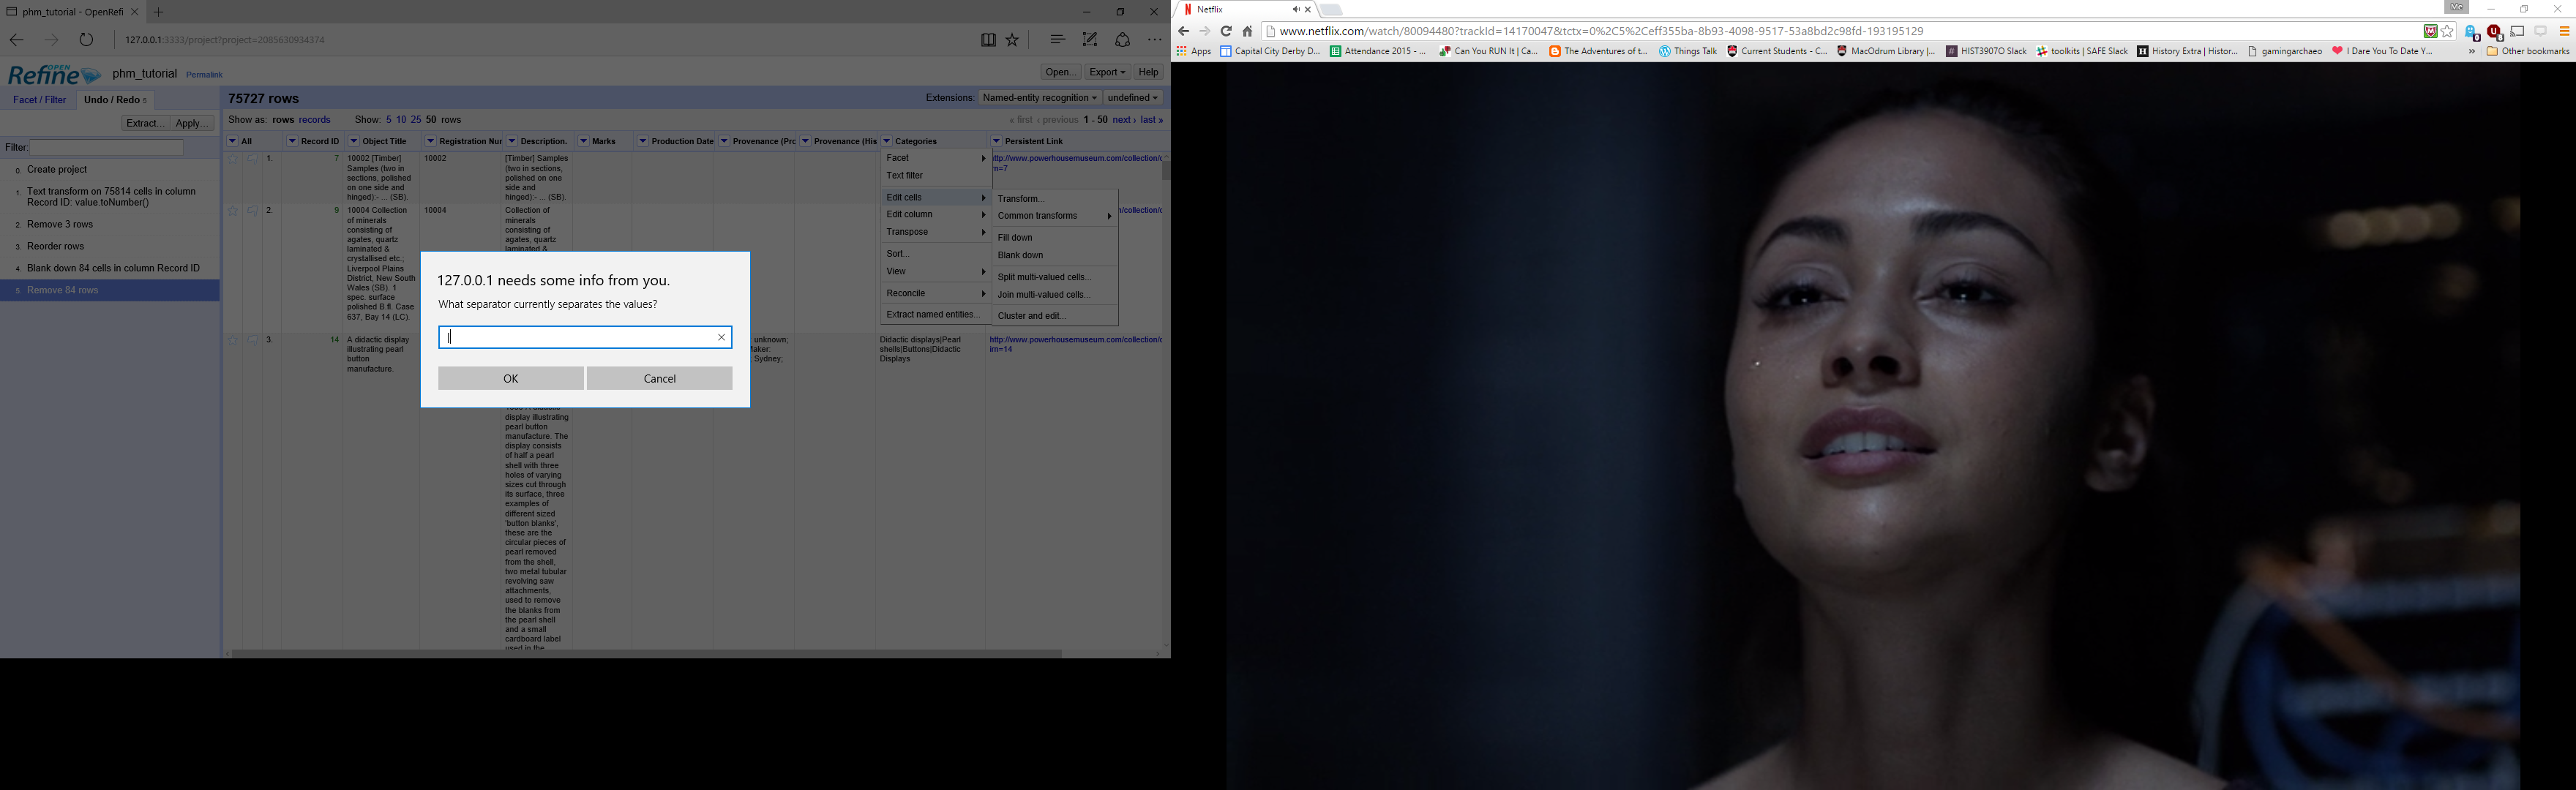 phm_tutorial - OpenRefi
127.0.0.1:3333/project?project=2085630934374
OPEN
Refine
phm_tutorial
Permalink
Open...
Export
Help
Facet / Filter
Undo / Redo 5
75727 rows
Extensions:
Named-entity recognition
undefined
Extract...
Apply...
Show as: rows records
Show: 5 10 25 50 rows
« first ‹ previous 1 - 50 next › last »
Filter:
All
Record ID
Object Title
Registration Nur
Description.
Marks
Production Date
Provenance (Prc
Provenance (His
Categories
Persistent Link
0. Create project
1. Text transform on 75814 cells in column
Record ID: value.toNumber()
2. Remove 3 rows
3. Reorder rows
4. Blank down 84 cells in column Record ID
5. Remove 84 rows
1.
7
10002 [Timber]
Samples (two in
sections, polished
on one side and
hinged):- ... (SB).
10002
[Timber] Samples
(two in sections,
polished on one
side and
hinged):- ... (SB).
ttp://www.powerhousemuseum.com/collection/c
irn=7
2.
9
10004 Collection
of minerals
consisting of
agates, quartz
laminated &
crystallised etc.;
Liverpool Plains
District, New South
Wales (SB). 1
spec. surface
polished B.fl. Case
637, Bay 14 (LC).
10004
Collection of
minerals
consisting of
agates, quartz
laminated &
3.
14
A didactic display
illustrating pearl
button
manufacture.
display illustrating
pearl button
manufacture. The
display consists
of half a pearl
shell with three
holes of varying
sizes cut through
its surface, three
examples of
different sized
'button blanks',
these are the
circular pieces of
pearl removed
from the shell,
two metal tubular
revolving saw
attachments,
used to remove
the blanks from
the pearl shell
and a small
cardboard label
used in the
unknown;
Maker:
Sydney;
Didactic displays|Pearl
shells|Buttons|Didactic
Displays
http://www.powerhousemuseum.com/collection/c
irn=14
Facet
Text filter
Edit cells
Edit column
Transpose
Sort...
View
Reconcile
Extract named entities...
Transform...
Common transforms
Fill down
Blank down
Split multi-valued cells...
Join multi-valued cells...
Cluster and edit...
127.0.0.1 needs some info from you.
What separator currently separates the values?
|
OK
Cancel
Netflix
Me
www.netflix.com/watch/80094480?trackId=14170047&tctx=0%2C5%2Ceff355ba-8b93-4098-9517-53a8bd2c98fd-193195129
Apps
Capital City Derby D...
Attendance 2015 - ...
Can You RUN It | Ca...
The Adventures of t...
Things Talk
Current Students - C...
MacOdrum Library |...
HIST3907O Slack
toolkits | SAFE Slack
History Extra | Histor...
gamingarchaeo
I Dare You To Date Y...
»
Other bookmarks